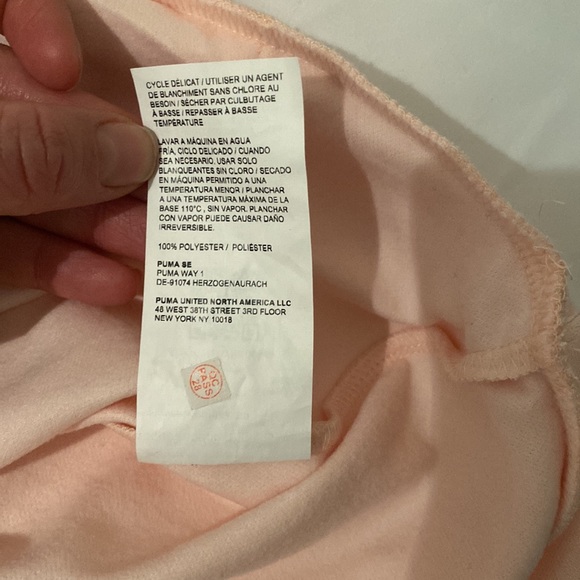 CYCLE DÉLICAT / UTILISER UN AGENT
DE BLANCHIMENT SANS CHLORE AU
BESOIN / SÉCHER PAR CULBUTAGE
À BASSE / REPASSER À BASSE
TEMPÉRATURE
LAVAR A MÁQUINA EN AGUA
FRÍA, CICLO DELICADO / CUANDO
SEA NECESARIO, USAR SOLO
BLANQUEANTES SIN CLORO / SECADO
EN MÁQUINA PERMITIDO A UNA
TEMPERATURA MENOR / PLANCHAR
A UNA TEMPERATURA MÁXIMA DE LA
BASE 110°C , SIN VAPOR. PLANCHAR
CON VAPOR PUEDE CAUSAR DAÑO
IRREVERSIBLE.
100% POLYESTER / POLIÉSTER
PUMA SE
PUMA WAY 1
DE-91074 HERZOGENAURACH
PUMA UNITED NORTH AMERICA LLC
48 WEST 38TH STREET 3RD FLOOR
NEW YORK NY 10018
QC
PASS
28